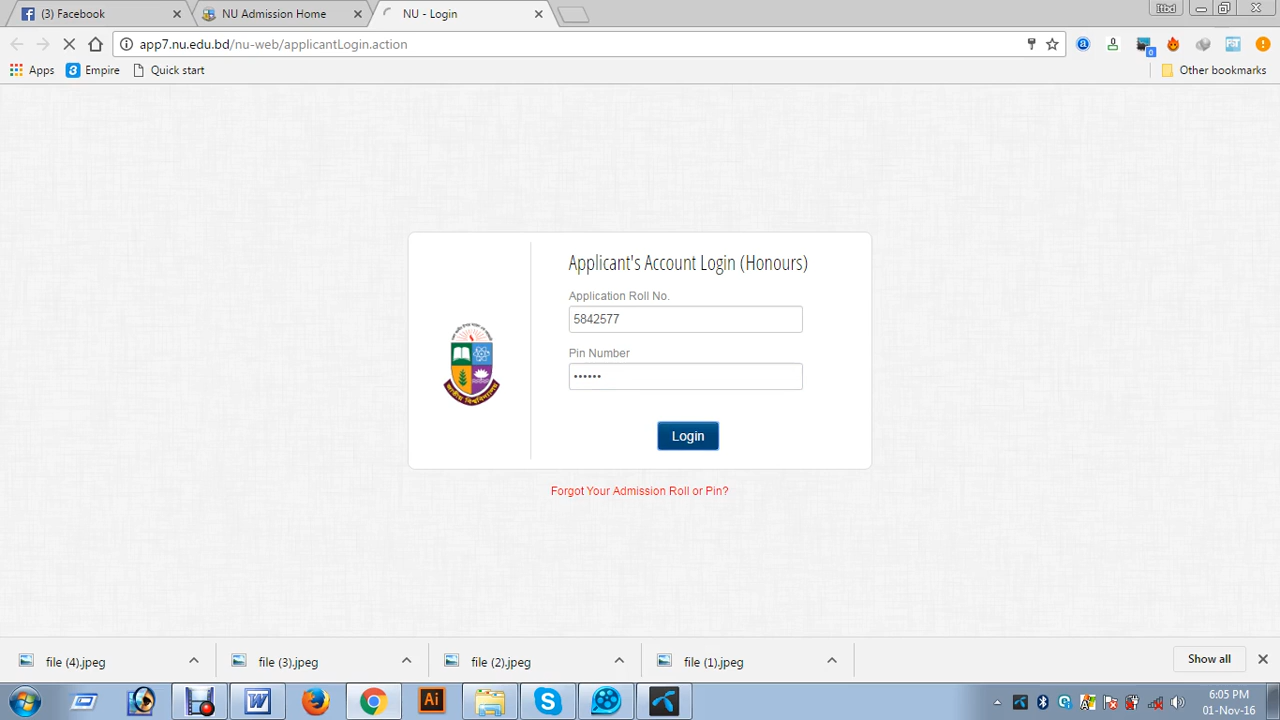 (3) Facebook
NU Admission Home
NU - Login
ltbd
app7.nu.edu.bd/nu-web/applicantLogin.action
Apps
Empire
Quick start
Other bookmarks
0
Applicant's Account Login (Honours)
Application Roll No.
5842577
Pin Number
••••••
Login
Forgot Your Admission Roll or Pin?
file (4).jpeg
file (3).jpeg
file (2).jpeg
file (1).jpeg
Show all
Ai
6:05 PM
01-Nov-16